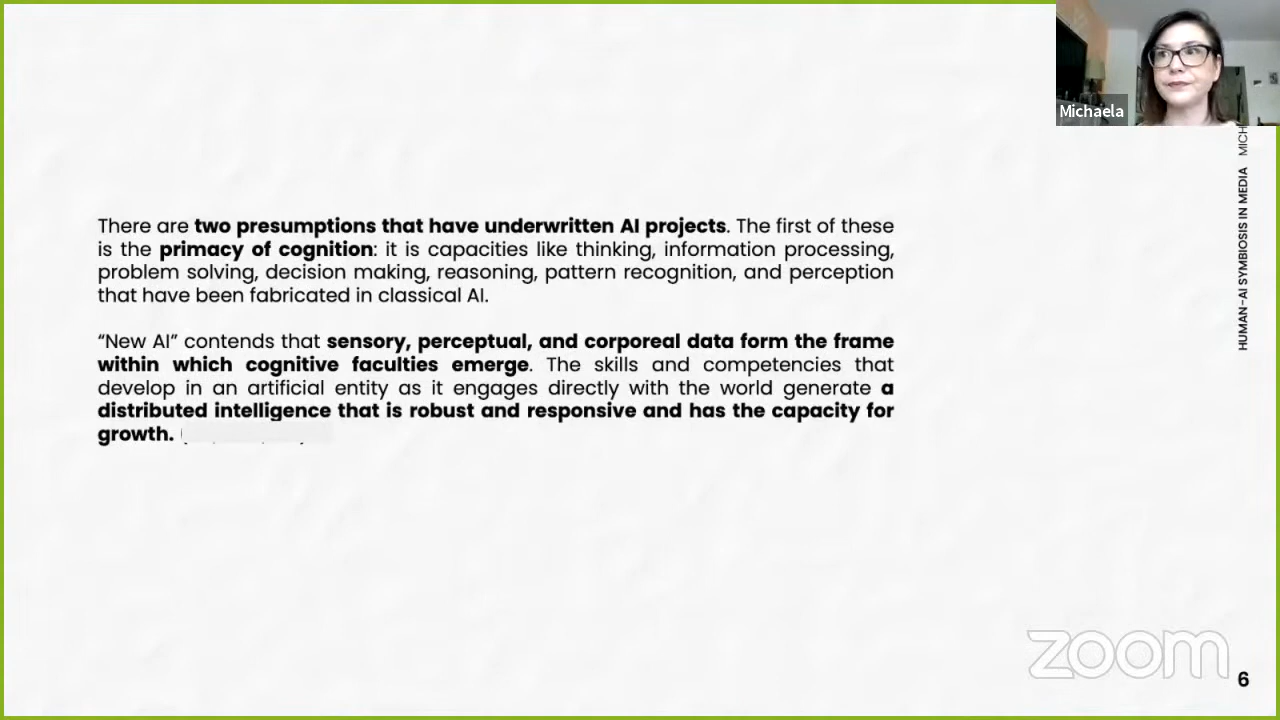 Michaela
HUMAN-AI SYMBIOSIS IN MEDIA MICH
There are two presumptions that have underwritten AI projects. The first of these
is the primacy of cognition: it is capacities like thinking, information processing,
problem solving, decision making, reasoning, pattern recognition, and perception
that have been fabricated in classical AI.
“New AI” contends that sensory, perceptual, and corporeal data form the frame
within which cognitive faculties emerge. The skills and competencies that
develop in an artificial entity as it engages directly with the world generate a
distributed intelligence that is robust and responsive and has the capacity for
growth.
zoom
6